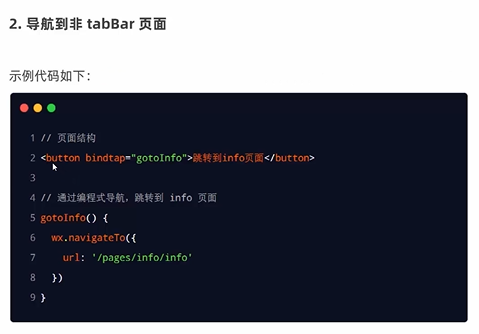 2. 导航到非 tabBar 页面
示例代码如下：
1 // 页面结构
2 <button bindtap="gotoInfo">跳转到info页面</button>
3
4 // 通过编程式导航，跳转到 info 页面
5 gotoInfo() {
6   wx.navigateTo({
7     url: '/pages/info/info'
8   })
9 }